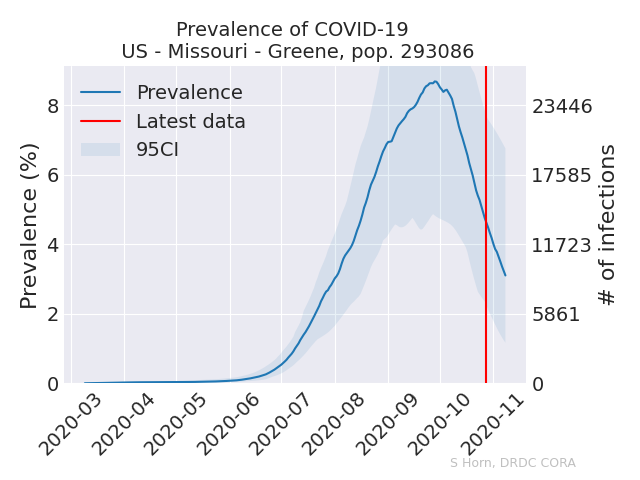 Prevalence of COVID-19
US - Missouri - Greene, pop. 293086
Prevalence
Latest data
95CI
Prevalence (%)
8
6
4
2
0
23446
17585
11723
5861
0
# of infections
2020-03
2020-04
2020-05
2020-06
2020-07
2020-08
2020-09
2020-10
2020-11
S Horn, DRDC CORA